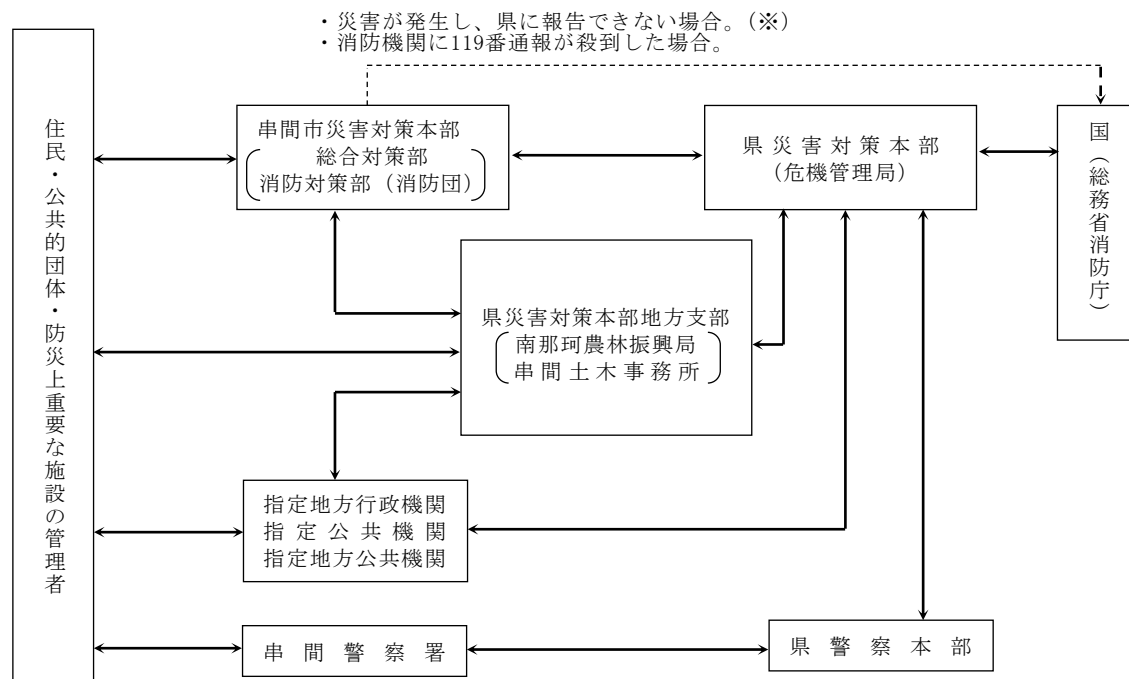 ・災害が発生し、県に報告できない場合。(※)
・消防機関に119番通報が殺到した場合。
住民・公共的団体・防災上重要な施設の管理者
串間市災害対策本部
総合対策部
消防対策部(消防団)
県災害対策本部
(危機管理局)
国(総務省消防庁)
県災害対策本部地方支部
南那珂農林振興局
串間土木事務所
指定地方行政機関
指定公共機関
指定地方公共機関
串間警察署
県警察本部